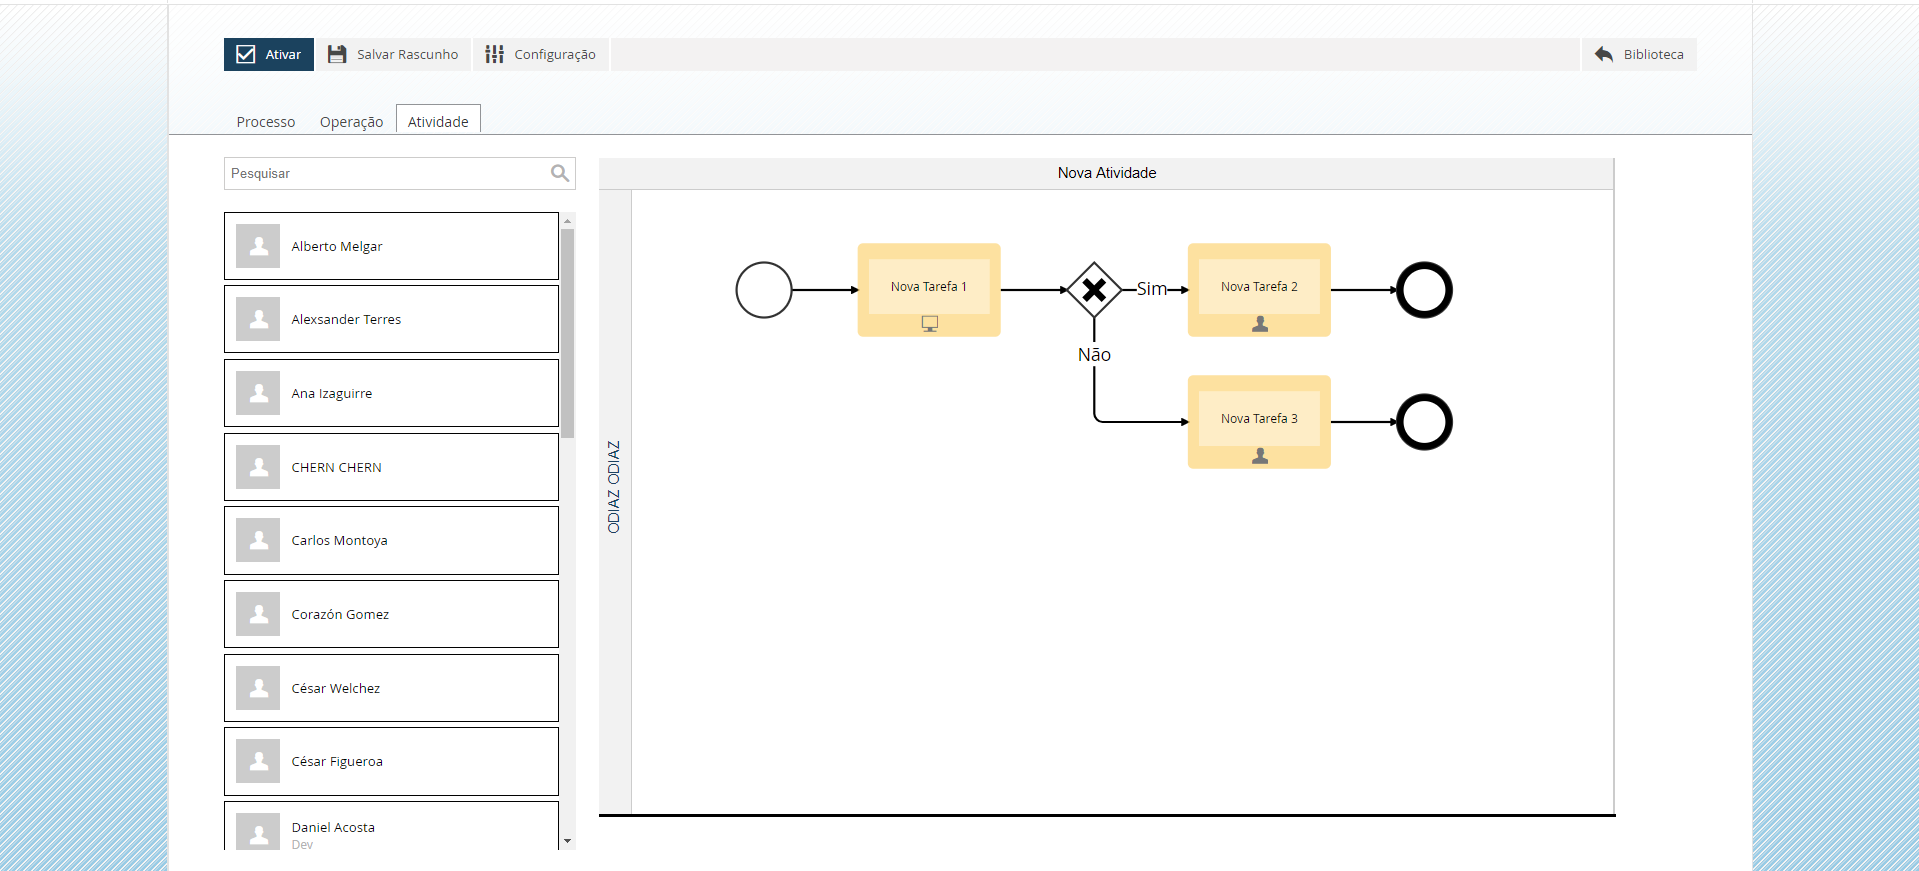 Ativar
Salvar Rascunho
Configuração
Biblioteca
Processo
Operação
Atividade
Pesquisar
Alberto Melgar
Alexsander Terres
Ana Izaguirre
CHERN CHERN
Carlos Montoya
Corazón Gomez
César Welchez
César Figueroa
Daniel Acosta
Dev
Nova Atividade
ODIAZ ODIAZ
Nova Tarefa 1
Sim
Nova Tarefa 2
Não
Nova Tarefa 3